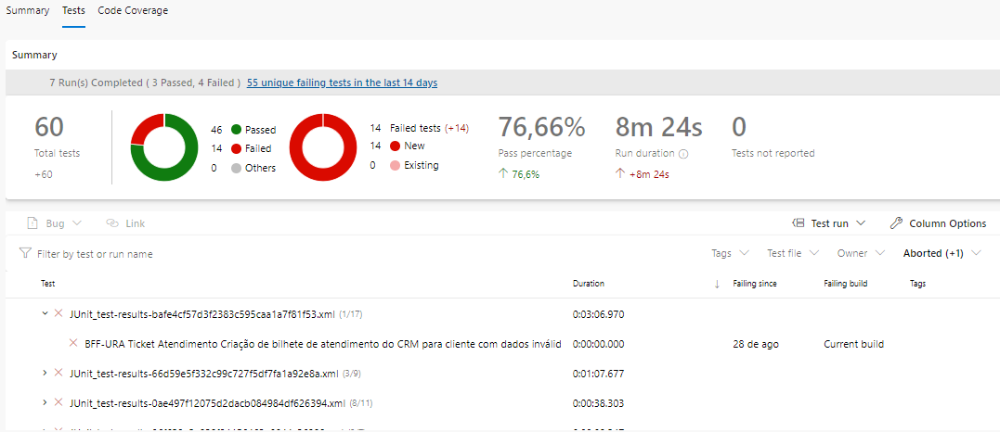 Summary Tests Code Coverage
Summary
7 Run(s) Completed ( 3 Passed, 4 Failed ) 55 unique failing tests in the last 14 days
60
Total tests
+60
46 Passed
14 Failed
0 Others
14 Failed tests (+14)
14 New
0 Existing
76,66%
Pass percentage
76,6%
8m 24s
Run duration
+8m 24s
0
Tests not reported
Bug Link Test run Column Options
Filter by test or run name Tags Test file Owner Aborted (+1)
Test Duration Failing since Failing build Tags
JUnit_test-results-bafe4cf57d3f2383c595caa1a7f81f53.xml (1/17) 0:03:06.970
BFF-URA Ticket Atendimento Criação de bilhete de atendimento do CRM para cliente com dados inválid 0:00:00.000 28 de ago Current build
JUnit_test-results-66d59e5f332c99c727f5df7fa1a92e8a.xml (3/9) 0:01:07.677
JUnit_test-results-0ae497f12075d2dacb084984df626394.xml (8/11) 0:00:38.303